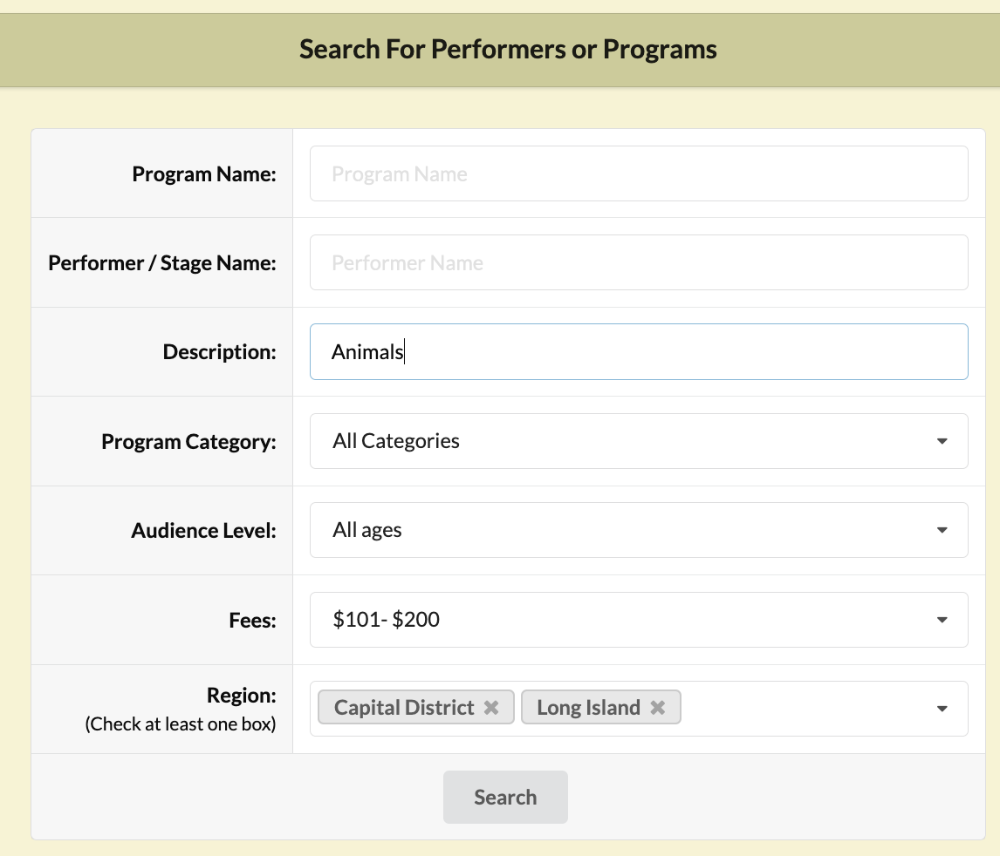 Search For Performers or Programs
Program Name: Program Name
Performer / Stage Name: Performer Name
Description: Animals
Program Category: All Categories
Audience Level: All ages
Fees: $101- $200
Region: Capital District Long Island
(Check at least one box)
Search